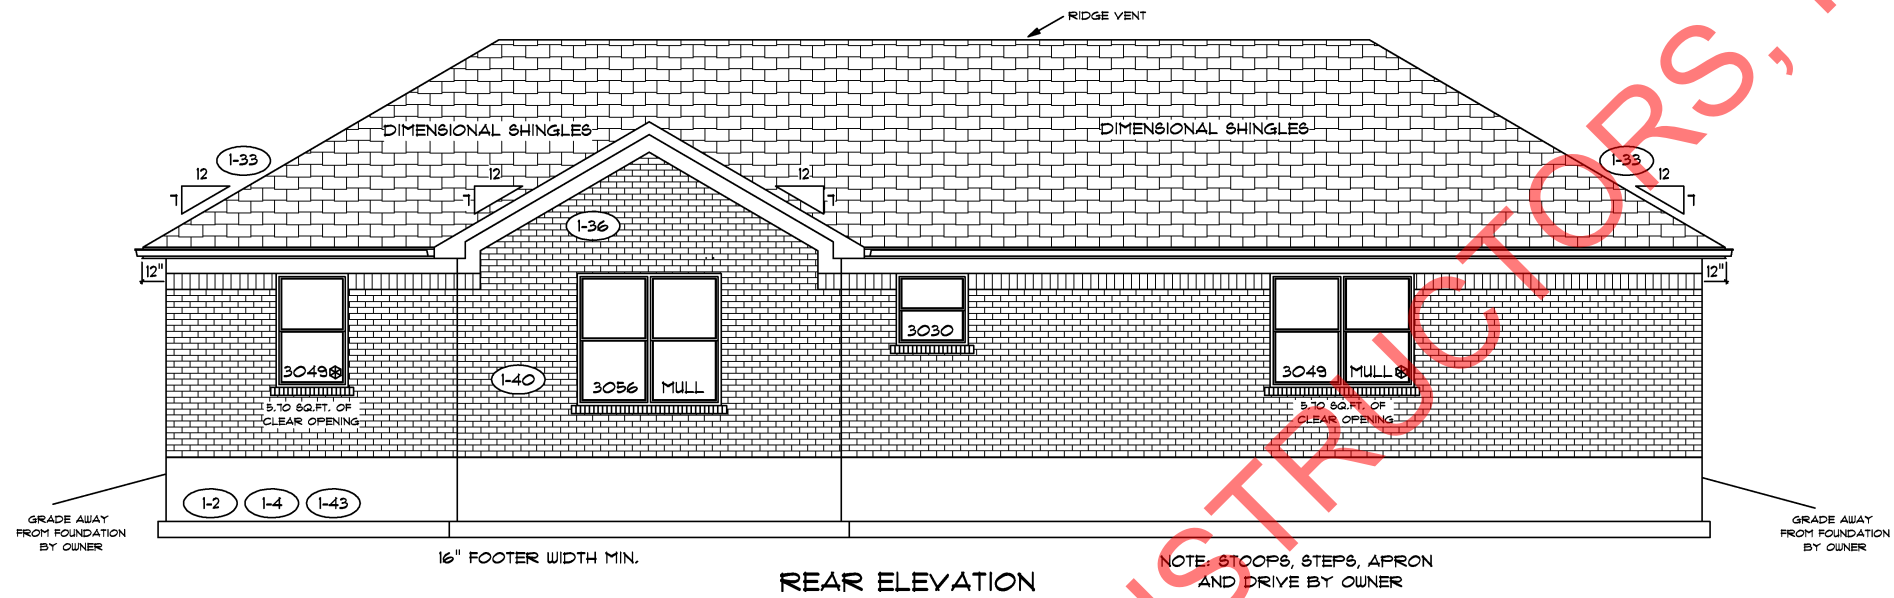 RIDGE VENT
DIMENSIONAL SHINGLES
DIMENSIONAL SHINGLES
1-33
1-33
12
7
12
7
12
7
12
7
1-36
12"
12"
3030
3049
3049
MULL
1-40
3056
MULL
5.70 SQ.FT. OF
CLEAR OPENING
5.70 SQ.FT. OF
CLEAR OPENING
1-2
1-4
1-43
GRADE AWAY
FROM FOUNDATION
BY OWNER
GRADE AWAY
FROM FOUNDATION
BY OWNER
16" FOOTER WIDTH MIN.
REAR ELEVATION
NOTE: STOOPS, STEPS, APRON
AND DRIVE BY OWNER
STRUCTORS,